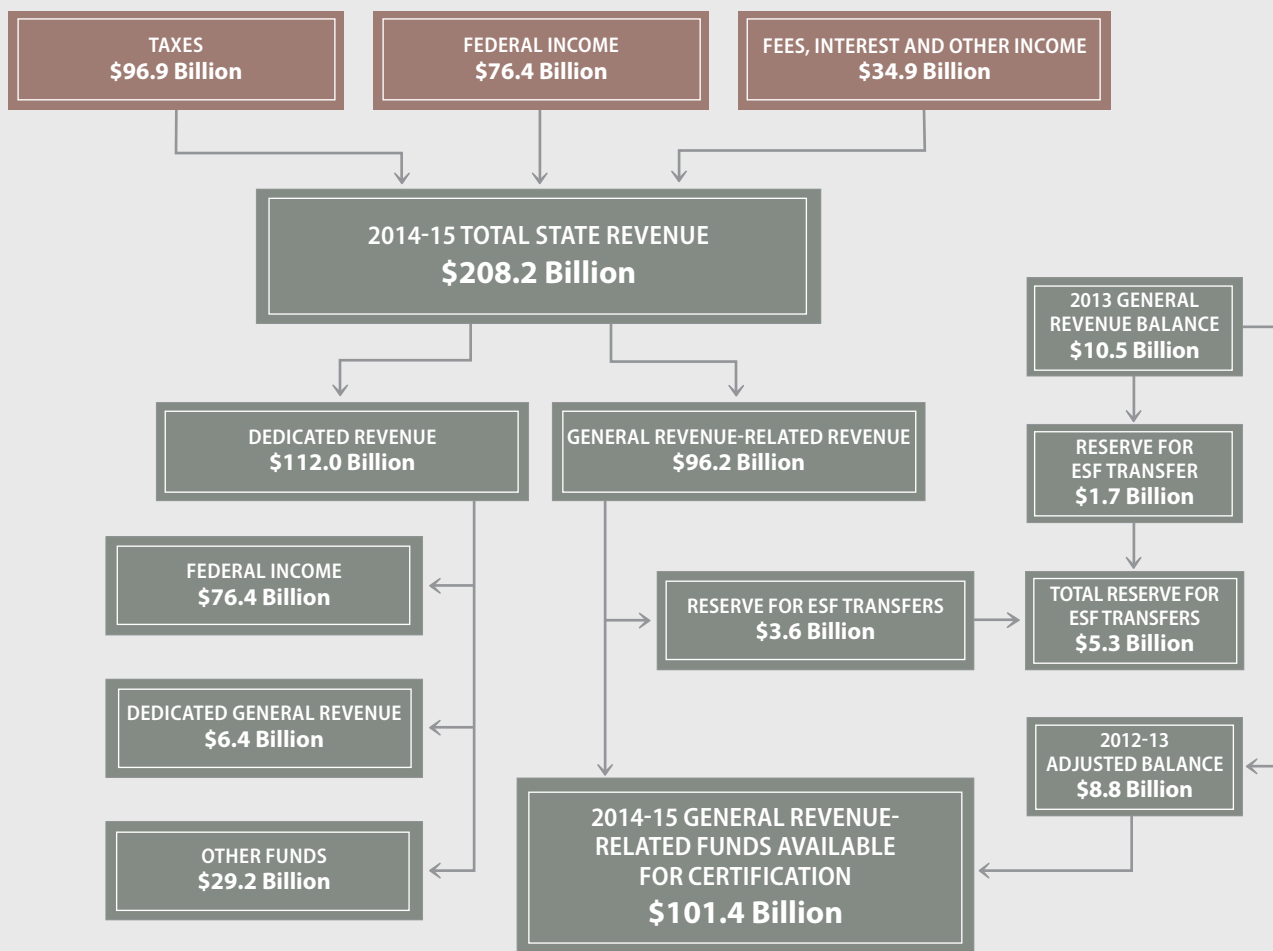 TAXES
$96.9 Billion
FEDERAL INCOME
$76.4 Billion
FEES, INTEREST AND OTHER INCOME
$34.9 Billion
2014-15 TOTAL STATE REVENUE
$208.2 Billion
2013 GENERAL
REVENUE BALANCE
$10.5 Billion
DEDICATED REVENUE
$112.0 Billion
GENERAL REVENUE-RELATED REVENUE
$96.2 Billion
RESERVE FOR
ESF TRANSFER
$1.7 Billion
FEDERAL INCOME
$76.4 Billion
RESERVE FOR ESF TRANSFERS
$3.6 Billion
TOTAL RESERVE FOR
ESF TRANSFERS
$5.3 Billion
DEDICATED GENERAL REVENUE
$6.4 Billion
2012-13
ADJUSTED BALANCE
$8.8 Billion
OTHER FUNDS
$29.2 Billion
2014-15 GENERAL REVENUE-
RELATED FUNDS AVAILABLE
FOR CERTIFICATION
$101.4 Billion